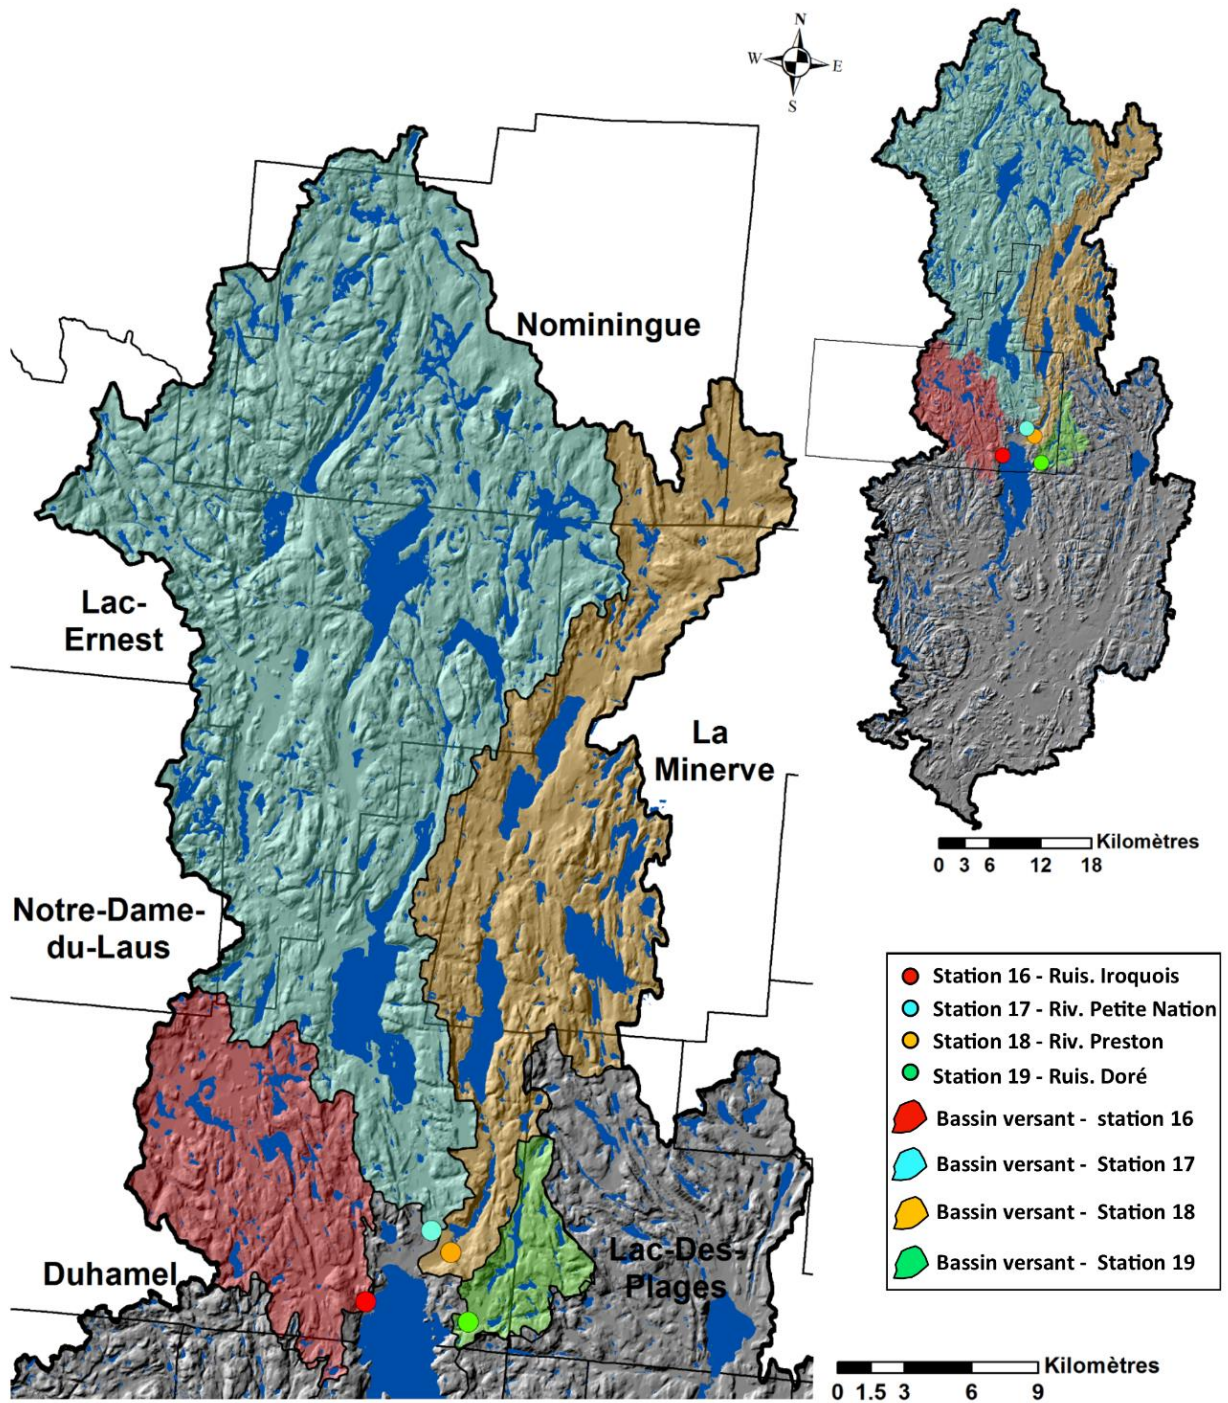 N
W E
S
Nominingue
Lac-
Ernest
La
Minerve
Notre-Dame-
du-Laus
Duhamel
Lac-Des-
Plages
Kilomètres
0 3 6 12 18
Station 16 - Ruis. Iroquois
Station 17 - Riv. Petite Nation
Station 18 - Riv. Preston
Station 19 - Ruis. Doré
Bassin versant - station 16
Bassin versant - Station 17
Bassin versant - Station 18
Bassin versant - Station 19
Kilomètres
0 1.5 3 6 9